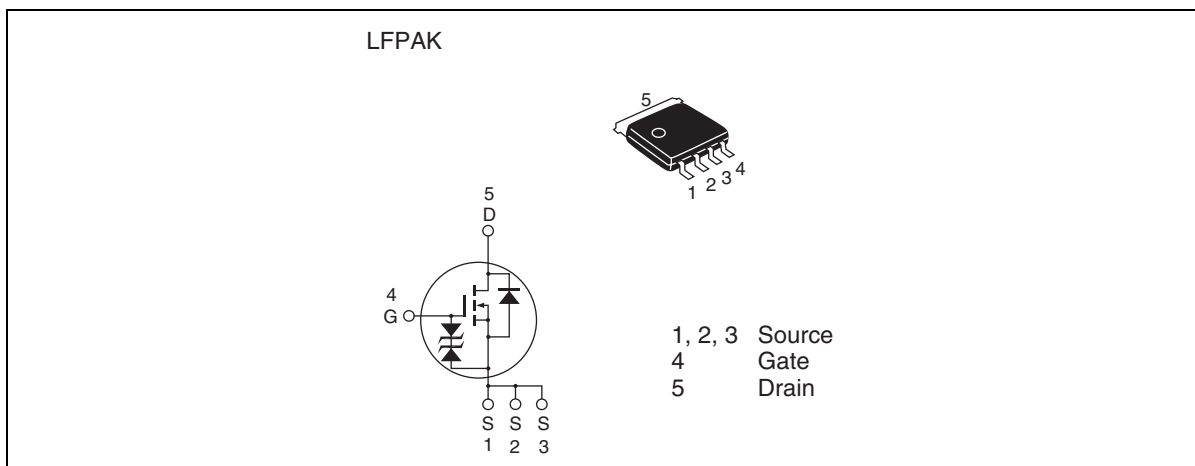 LFPAK
5
1 2 3 4
5
D
4
G
S S S
1 2 3
1, 2, 3 Source
4 Gate
5 Drain